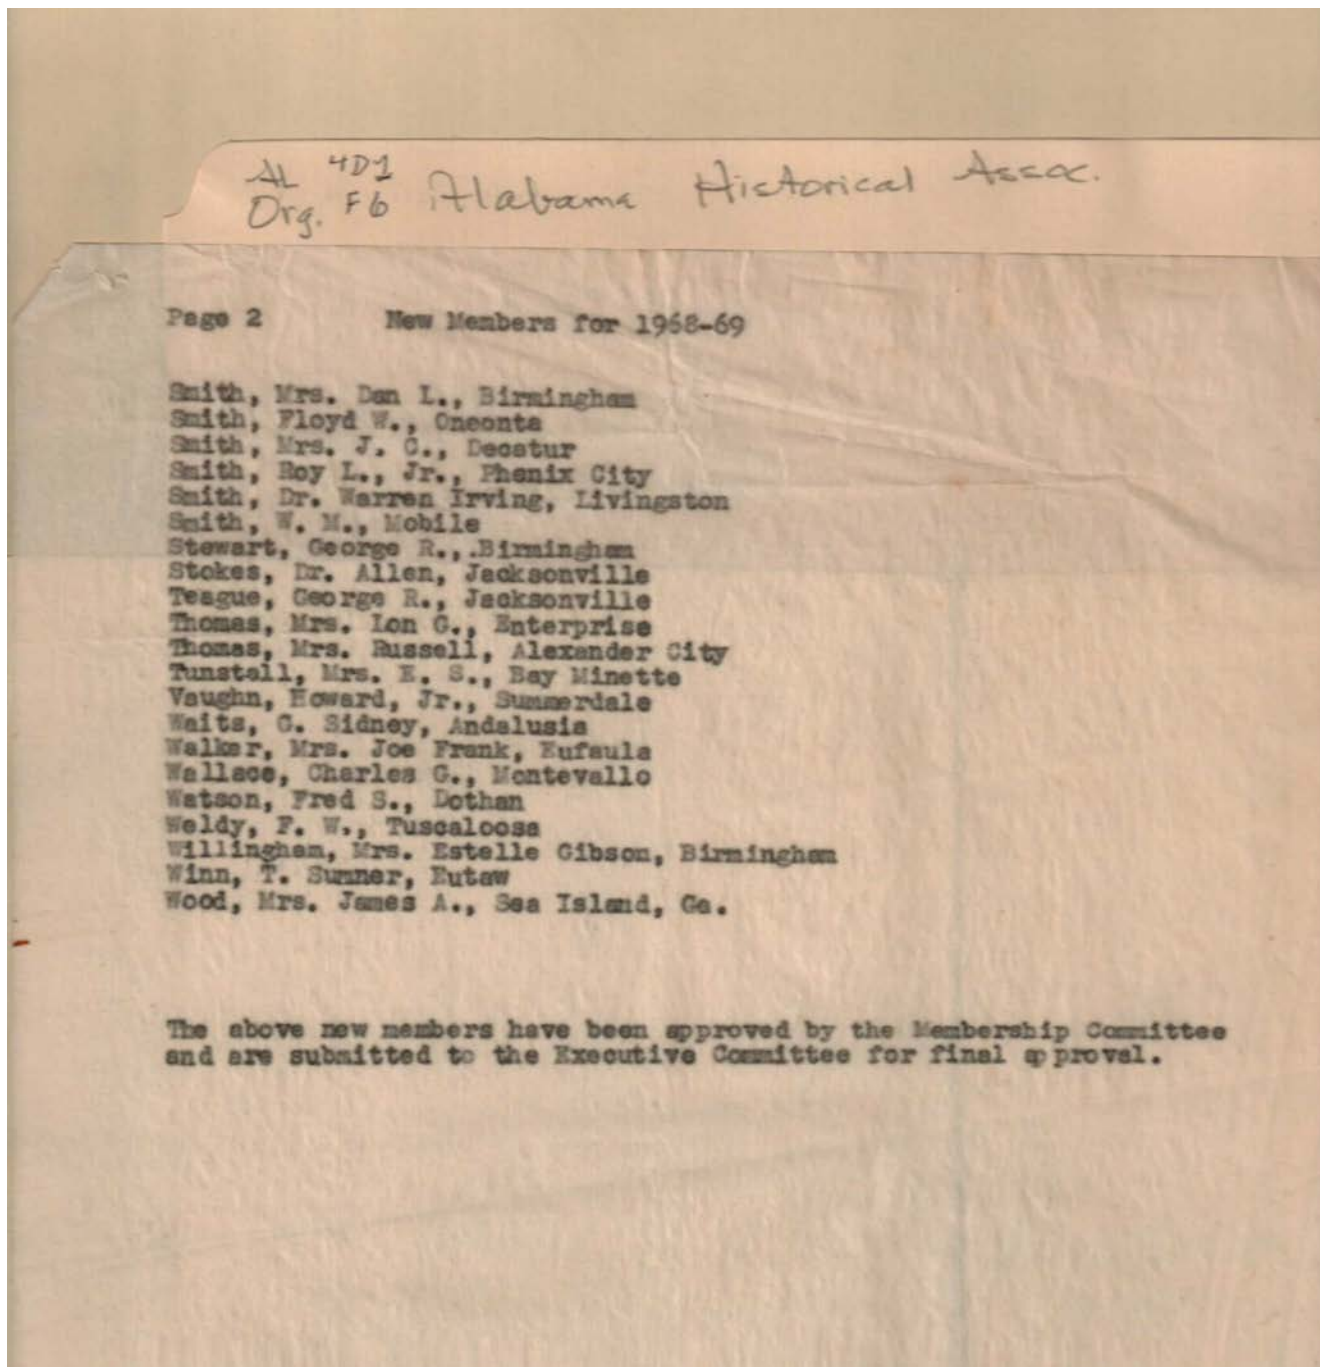 AL 4D1
Org. F6 Alabama Historical Assoc.
Page 2 New Members for 1968-69
Smith, Mrs. Dan L., Birmingham
Smith, Floyd W., Oneonta
Smith, Mrs. J. C., Decatur
Smith, Roy L., Jr., Phenix City
Smith, Dr. Warren Irving, Livingston
Smith, W. M., Mobile
Stewart, George R.,.Birmingham
Stokes, Dr. Allen, Jacksonville
Teague, George R., Jacksonville
Thomas, Mrs. Lon G., Enterprise
Thomas, Mrs. Russell, Alexander City
Tunstall, Mrs. E. S., Bay Minette
Vaughn, Howard, Jr., Summerdale
Waits, G. Sidney, Andalusia
Walker, Mrs. Joe Frank, Eufaula
Wallace, Charles G., Montevallo
Watson, Fred S., Dothan
Weldy, F. W., Tuscaloosa
Willingham, Mrs. Estelle Gibson, Birmingham
Winn, T. Sumner, Eutaw
Wood, Mrs. James A., Sea Island, Ga.
The above new members have been approved by the Membership Committee
and are submitted to the Executive Committee for final approval.